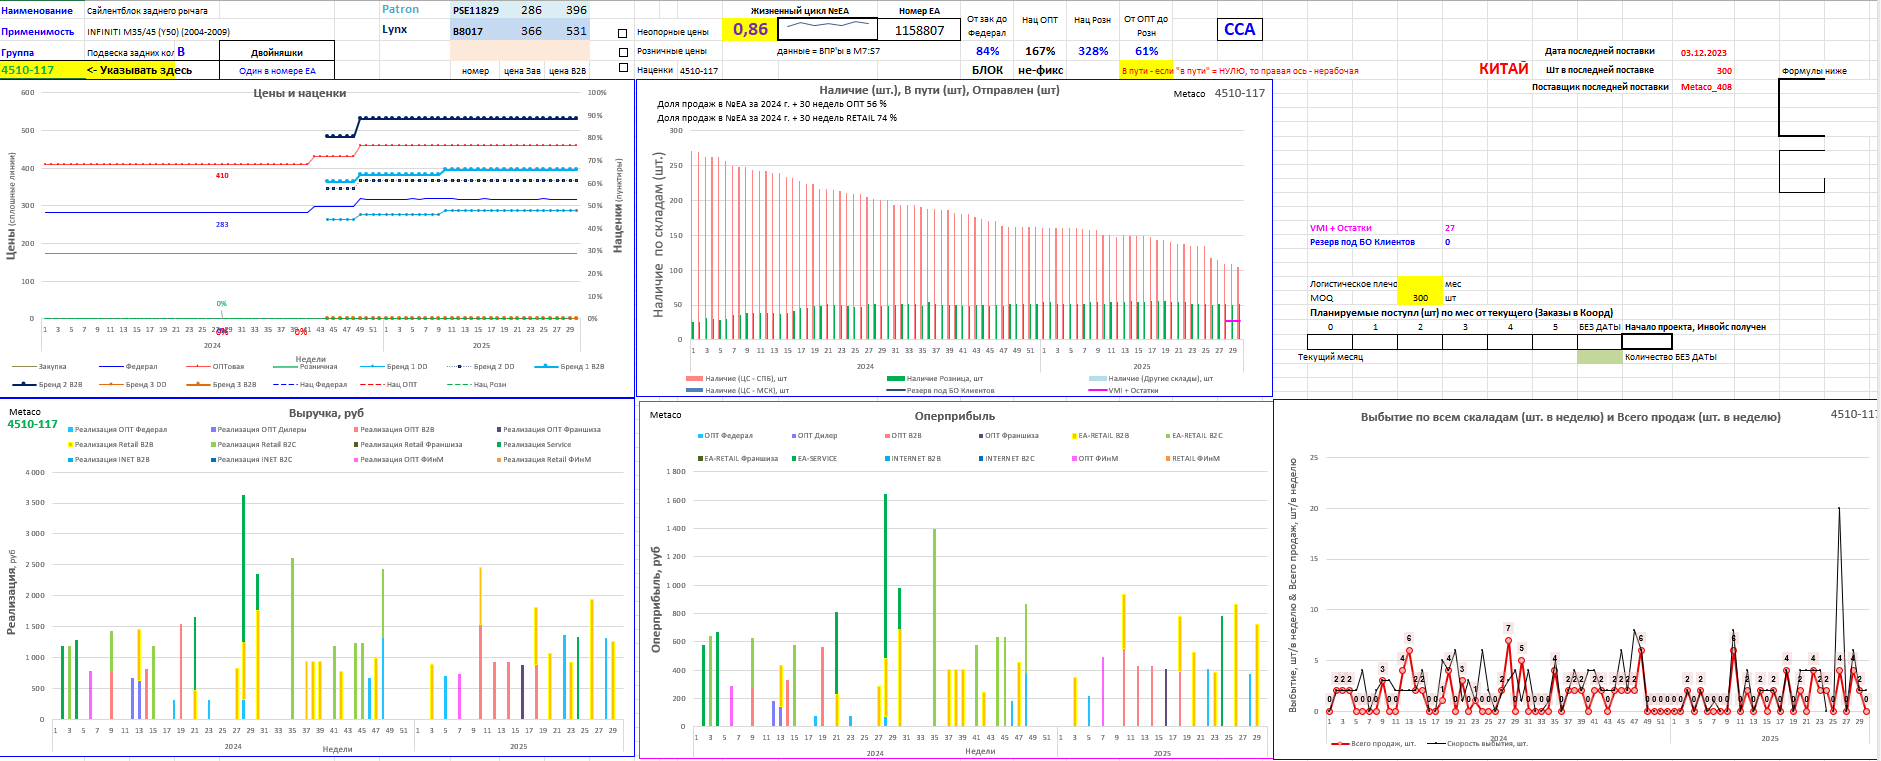 Наименование Сайлентблок заднего рычага
Применимость INFINITI M35/45 (Y50) (2004-2009)
Группа Подвеска задних кол В Двойняшки
4510-117 <- Указывать здесь Один в номере ЕА
Patron PSE11829 286 396
Lynx B8017 366 531
номер цена Зав цена B2B
Жизненный цикл №ЕА Номер ЕА
Неопорные цены 0,86 1158807
Розничные цены данные = ВПР'ы в M7:S7
Наценки 4510-117
От зак до Федерал Нац ОПТ Нац Розн От ОПТ до Розн
84% 167% 328% 61%
БЛОК не-фикс
В пути - если "в пути" = НУЛЮ, то правая ось - нерабочая
ССА
КИТАЙ
Дата последней поставки 03.12.2023
Шт в последней поставке 300
Поставщик последней поставки Metaco_408
Формулы ниже
Цены и наценки
Цены (сплошные линии)
Наценки (пунктиры)
600 500 400 300 200 100 0
100% 90% 80% 70% 60% 50% 40% 30% 20% 10% 0%
410
283
0%
0%
1 3 5 7 9 11 13 15 17 19 21 23 25 27 29 31 33 35 37 39 41 43 45 47 49 51 1 3 5 7 9 11 13 15 17 19 21 23 25 27 29
2024 2025
Недели
Закупка Федерал ОПТовая Розничная Бренд 1 DD Бренд 2 DD Бренд 1 B2B
Бренд 2 B2B Бренд 3 DD Бренд 3 B2B Нац Федерал Нац ОПТ Нац Розн
Наличие (шт.), В пути (шт), Отправлен (шт)
Metaco 4510-117
Доля продаж в №ЕА за 2024 г. + 30 недель ОПТ 56 %
Доля продаж в №ЕА за 2024 г. + 30 недель RETAIL 74 %
Наличие по складам (шт.)
300 250 200 150 100 50 0
1 3 5 7 9 11 13 15 17 19 21 23 25 27 29 31 33 35 37 39 41 43 45 47 49 51 1 3 5 7 9 11 13 15 17 19 21 23 25 27 29
2024 2025
Наличие (ЦС - СПБ), шт Наличие Розница, шт Наличие (Другие склады), шт
Наличие (ЦС - МСК), шт Резерв под БО Клиентов VMI + Остатки
VMI + Остатки 27
Резерв под БО Клиентов 0
Логистическое плечо мес
MOQ 300 шт
Планируемые поступл (шт) по мес от текущего (Заказы в Коорд)
0 1 2 3 4 5 БЕЗ ДАТЫ Начало проекта, Инвойс получен
Текущий месяц Количество БЕЗ ДАТЫ
Metaco
4510-117
Выручка, руб
Реализация ОПТ Федерал Реализация ОПТ Дилеры Реализация ОПТ B2B Реализация ОПТ Франшиза
Реализация Retail B2B Реализация Retail B2C Реализация Retail Франшиза Реализация Service
Реализация INET B2B Реализация INET B2C Реализация ОПТ ФИнМ Реализация Retail ФИнМ
Реализация, руб
4 000 3 500 3 000 2 500 2 000 1 500 1 000 500 0
1 3 5 7 9 11 13 15 17 19 21 23 25 27 29 31 33 35 37 39 41 43 45 47 49 51 1 3 5 7 9 11 13 15 17 19 21 23 25 27 29
2024 Недели 2025
Metaco
Оперприбыль
ОПТ Федерал ОПТ Дилер ОПТ B2B ОПТ Франшиза EA-RETAIL B2B EA-RETAIL B2C
EA-RETAIL Франшиза EA-SERVICE INTERNET B2B INTERNET B2C ОПТ ФИнМ RETAIL ФИнМ
Оперприбыль, руб
1 800 1 600 1 400 1 200 1 000 800 600 400 200 0
1 3 5 7 9 11 13 15 17 19 21 23 25 27 29 31 33 35 37 39 41 43 45 47 49 51 1 3 5 7 9 11 13 15 17 19 21 23 25 27 29
2024 Недели 2025
Выбытие по всем скаладам (шт. в неделю) и Всего продаж (шт. в неделю)
4510-117
Выбытие, шт/в неделю & Всего продаж, шт/в неделю
25 20 15 10 5 0
1 3 5 7 9 11 13 15 17 19 21 23 25 27 29 31 33 35 37 39 41 43 45 47 49 51 1 3 5 7 9 11 13 15 17 19 21 23 25 27 29
2024 2025
Всего продаж, шт. Скорость выбытия, шт.